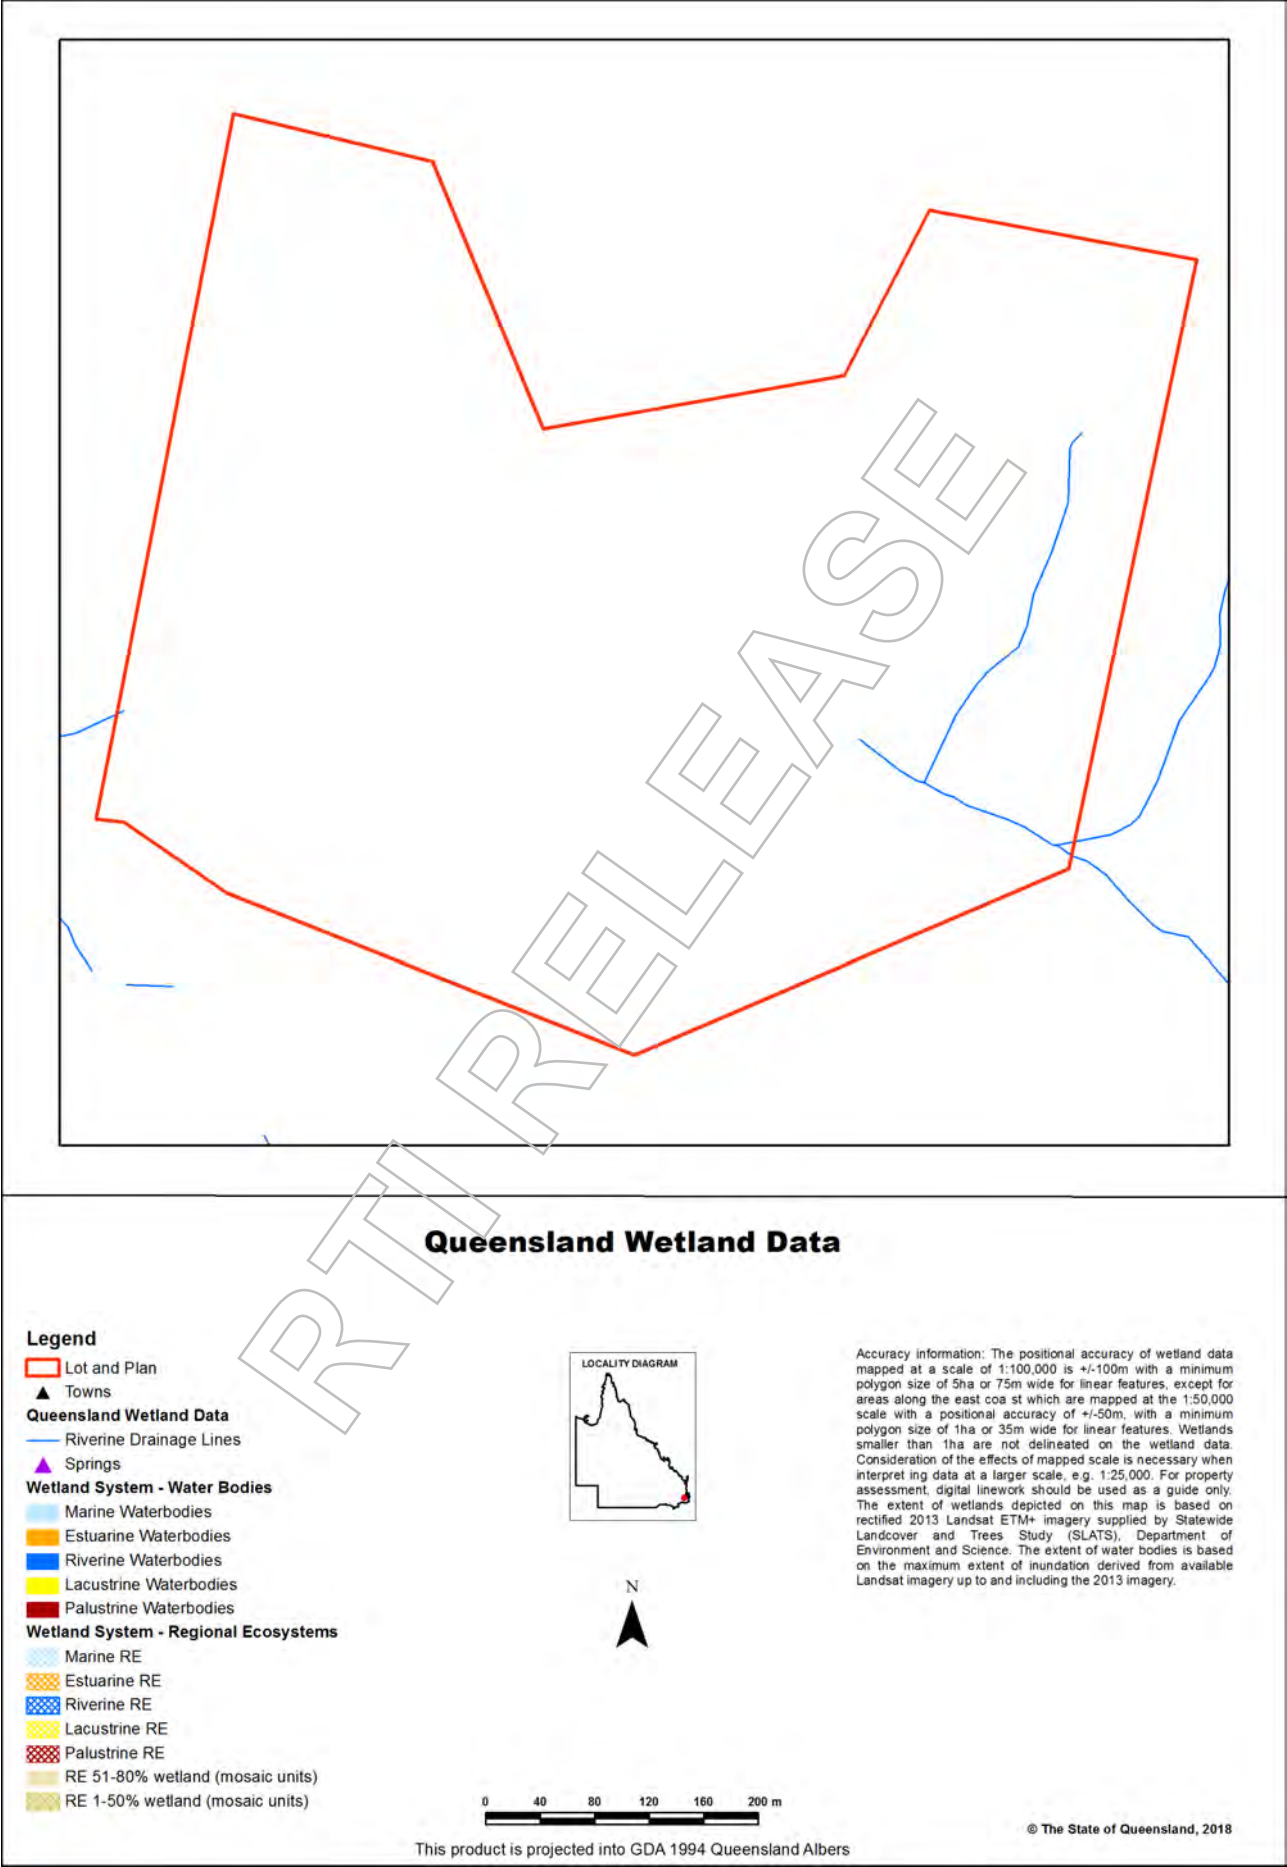 RTI RELEASE
Queensland Wetland Data
Legend
Lot and Plan
Towns
Queensland Wetland Data
Riverine Drainage Lines
Springs
Wetland System - Water Bodies
Marine Waterbodies
Estuarine Waterbodies
Riverine Waterbodies
Lacustrine Waterbodies
Palustrine Waterbodies
Wetland System - Regional Ecosystems
Marine RE
Estuarine RE
Riverine RE
Lacustrine RE
Palustrine RE
RE 51-80% wetland (mosaic units)
RE 1-50% wetland (mosaic units)
LOCALITY DIAGRAM
N
0 40 80 120 160 200 m
This product is projected into GDA 1994 Queensland Albers
Accuracy information: The positional accuracy of wetland data
mapped at a scale of 1:100,000 is +/-100m with a minimum
polygon size of 5ha or 75m wide for linear features, except for
areas along the east coa st which are mapped at the 1:50,000
scale with a positional accuracy of +/-50m, with a minimum
polygon size of 1ha or 35m wide for linear features. Wetlands
smaller than 1ha are not delineated on the wetland data.
Consideration of the effects of mapped scale is necessary when
interpret ing data at a larger scale, e.g. 1:25,000. For property
assessment, digital linework should be used as a guide only.
The extent of wetlands depicted on this map is based on
rectified 2013 Landsat ETM+ imagery supplied by Statewide
Landcover and Trees Study (SLATS), Department of
Environment and Science. The extent of water bodies is based
on the maximum extent of inundation derived from available
Landsat imagery up to and including the 2013 imagery.
© The State of Queensland, 2018